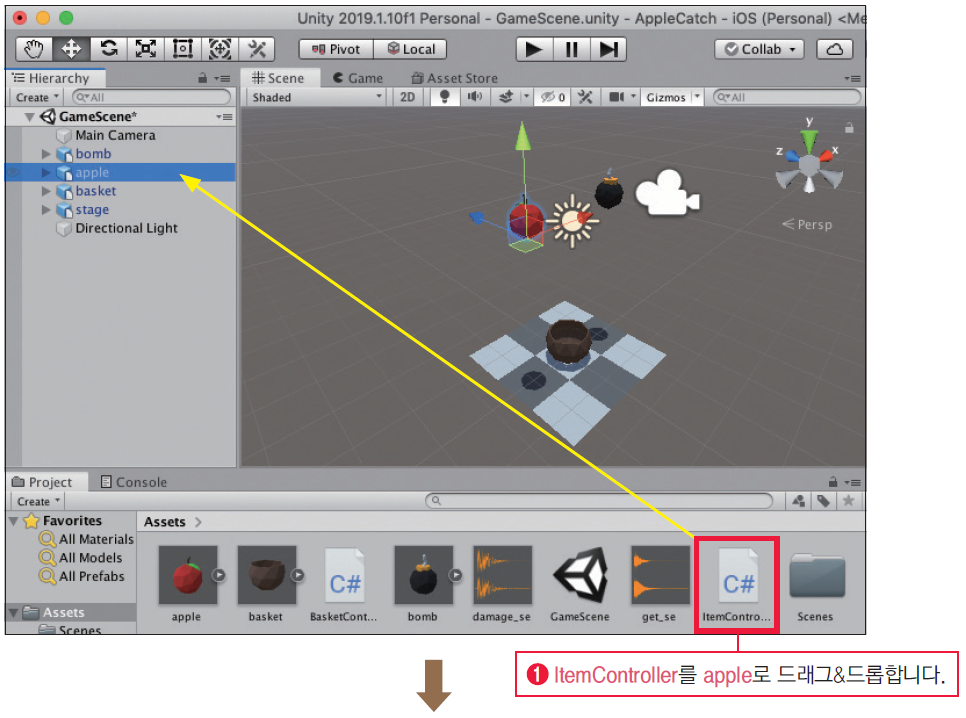 Unity 2019.1.10f1 Personal - GameScene.unity - AppleCatch - iOS (Personal) <Me
Pivot Local Collab
Hierarchy
Create All
GameScene*
Main Camera
bomb
apple
basket
stage
Directional Light
Scene Game Asset Store
Shaded 2D 0 Gizmos All
y
z x
Persp
Project Console
Create
Favorites
All Materials
All Models
All Prefabs
Assets
Scenes
Assets
C# C#
apple basket BasketCont... bomb damage_se GameScene get_se ItemContro... Scenes
1 ItemController를 apple로 드래그&드롭합니다.